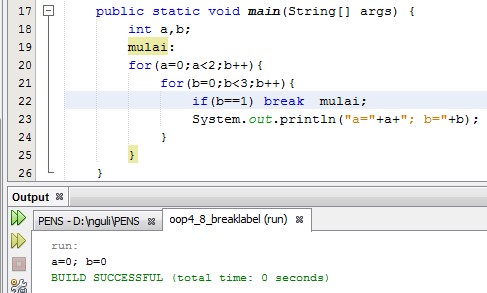 17 public static void main(String[] args) {
18 int a,b;
19 mulai:
20 for(a=0;a<2;b++){
21 for(b=0;b<3;b++){
22 if(b==1) break mulai;
23 System.out.println("a="+a+"; b="+b);
24 }
25 }
26 }
Output
PENS - D:\nguli\PENS oop4_8_breaklabel (run)
run:
a=0; b=0
BUILD SUCCESSFUL (total time: 0 seconds)